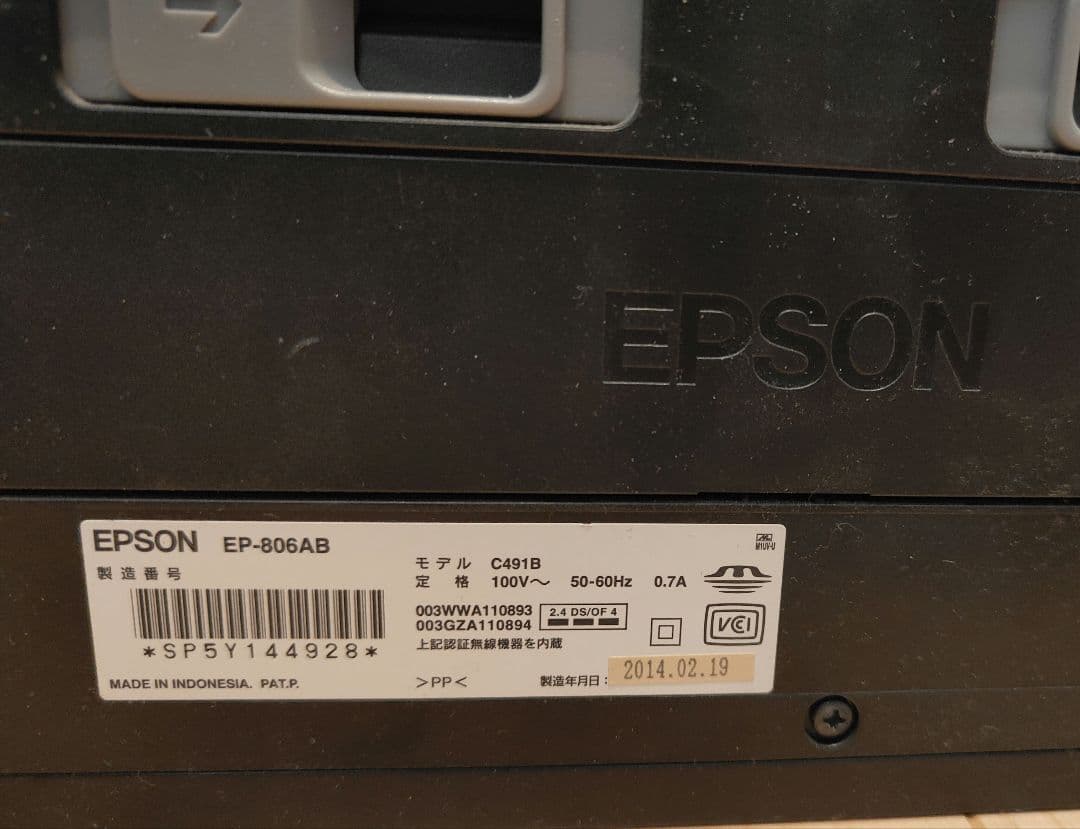 EPSON
EPSON EP-806AB
製造番号
*SP5Y144928*
MADE IN INDONESIA. PAT.P.
モデル C491B
定格 100V～ 50-60Hz 0.7A
003WWA110893
003GZA110894
2.4 DS/OF 4
上記認証無線機器を内蔵
>PP<
製造年月日: 2014.02.19
M1UV-U
VCI